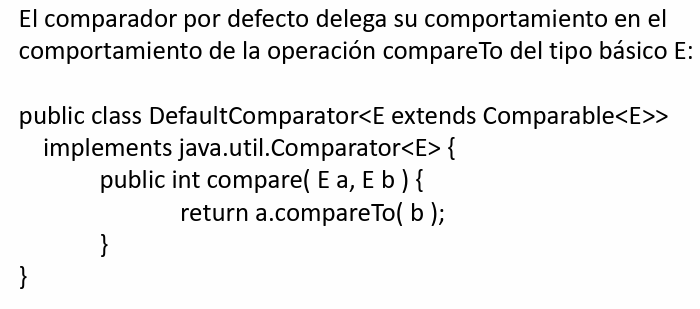 El comparador por defecto delega su comportamiento en el
comportamiento de la operación compareTo del tipo básico E:
public class DefaultComparator<E extends Comparable<E>>
implements java.util.Comparator<E> {
public int compare( E a, E b ) {
return a.compareTo( b );
}
}